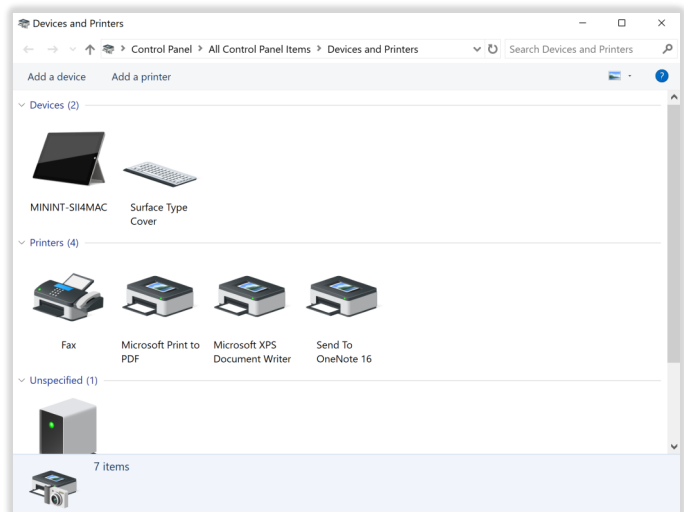 Devices and Printers
Control Panel > All Control Panel Items > Devices and Printers
Search Devices and Printers
Add a device Add a printer
?
Devices (2)
MININT-SII4MAC Surface Type
Cover
Printers (4)
Fax Microsoft Print to Microsoft XPS Send To
PDF Document Writer OneNote 16
Unspecified (1)
7 items